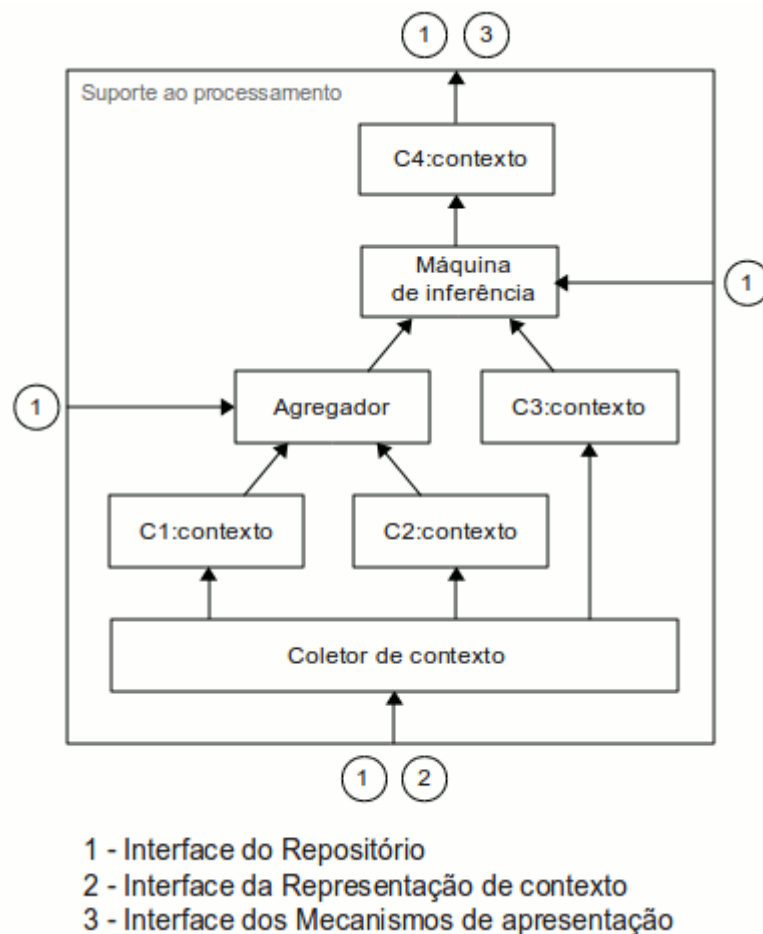 1 3
Suporte ao processamento
C4:contexto
Máquina
de inferência
1
1
Agregador
C3:contexto
C1:contexto
C2:contexto
Coletor de contexto
1 2
1 - Interface do Repositório
2 - Interface da Representação de contexto
3 - Interface dos Mecanismos de apresentação